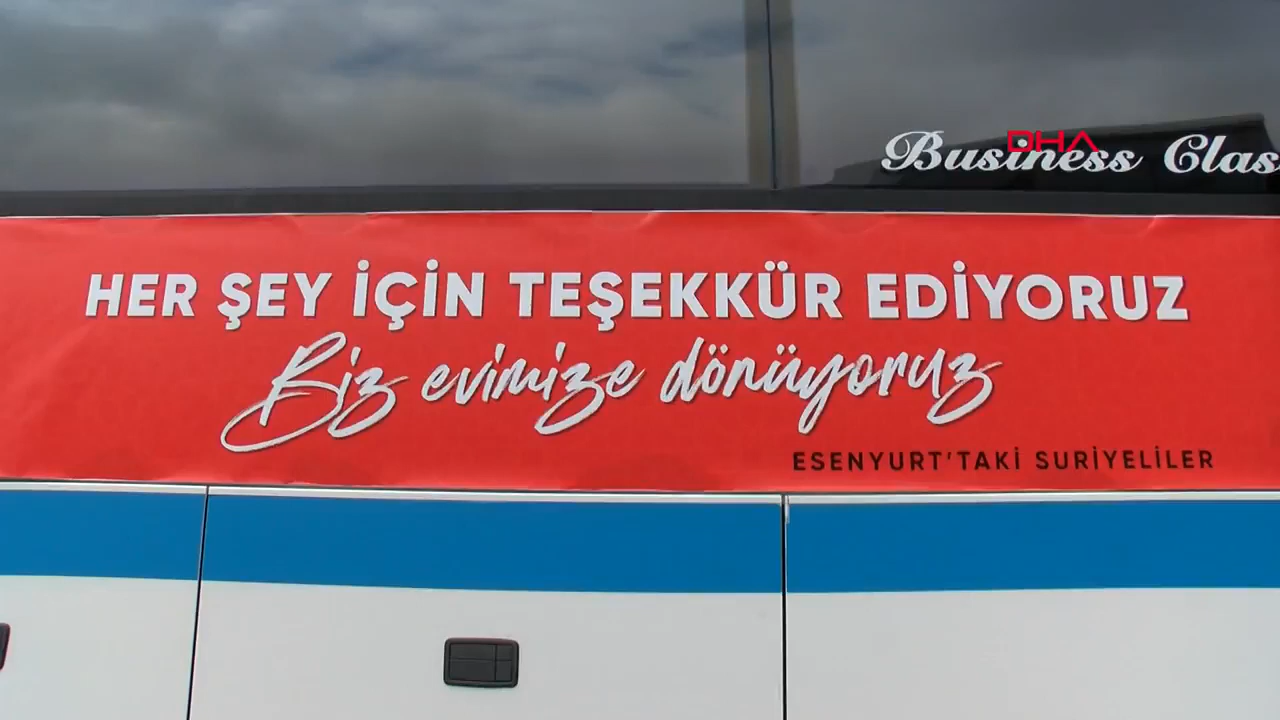 DHA
Business Clas
HER ŞEY İÇİN TEŞEKKÜR EDİYORUZ
Biz evimize dönüyoruz
ESENYURT'TAKİ SURİYELİLER